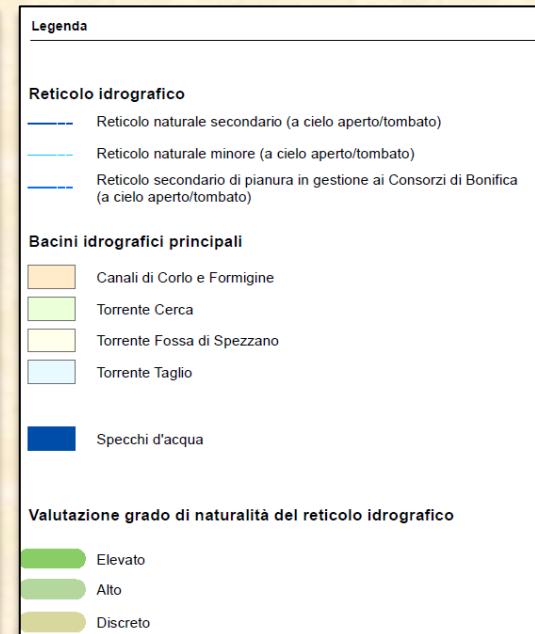 Legenda
Reticolo idrografico
Reticolo naturale secondario (a cielo aperto/tombato)
Reticolo naturale minore (a cielo aperto/tombato)
Reticolo secondario di pianura in gestione ai Consorzi di Bonifica
(a cielo aperto/tombato)
Bacini idrografici principali
Canali di Corlo e Formigine
Torrente Cerca
Torrente Fossa di Spezzano
Torrente Taglio
Specchi d'acqua
Valutazione grado di naturalità del reticolo idrografico
Elevato
Alto
Discreto